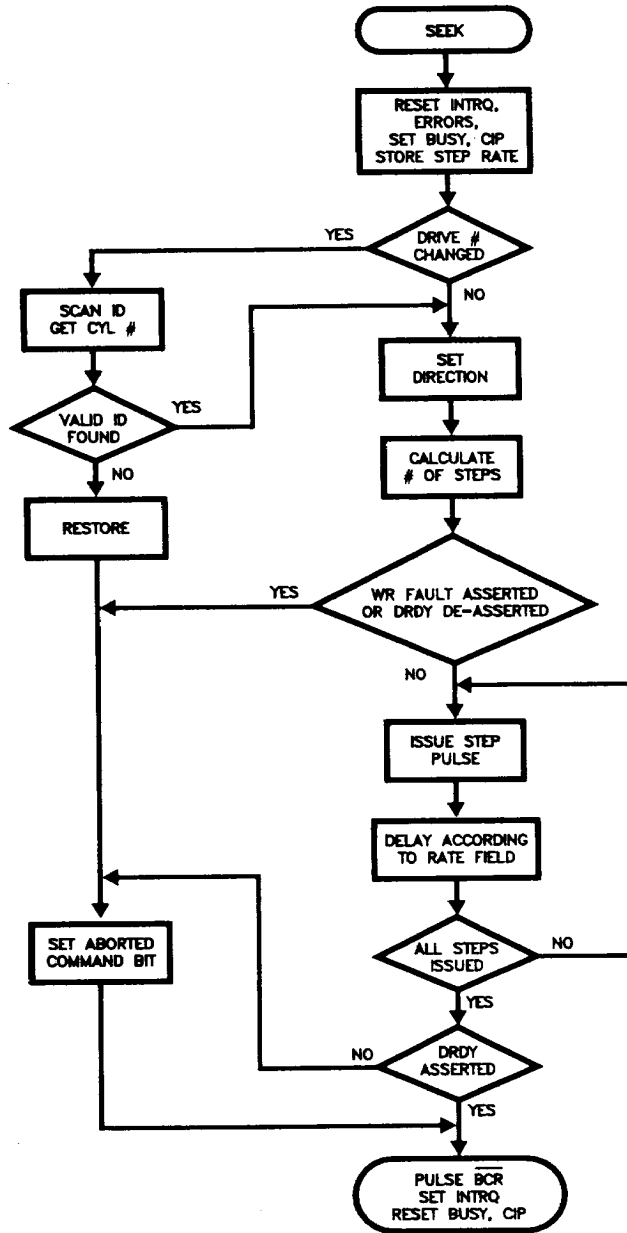 SEEK
RESET INTRQ,
ERRORS,
SET BUSY, CIP
STORE STEP RATE
YES
DRIVE #
CHANGED
NO
SCAN ID
GET CYL #
SET
DIRECTION
VALID ID
FOUND
YES
CALCULATE
# OF STEPS
NO
RESTORE
YES
WR FAULT ASSERTED
OR DRDY DE-ASSERTED
NO
ISSUE STEP
PULSE
DELAY ACCORDING
TO RATE FIELD
SET ABORTED
COMMAND BIT
ALL STEPS
ISSUED
NO
YES
NO
DRDY
ASSERTED
YES
PULSE B̅C̅R̅
SET INTRQ
RESET BUSY, CIP